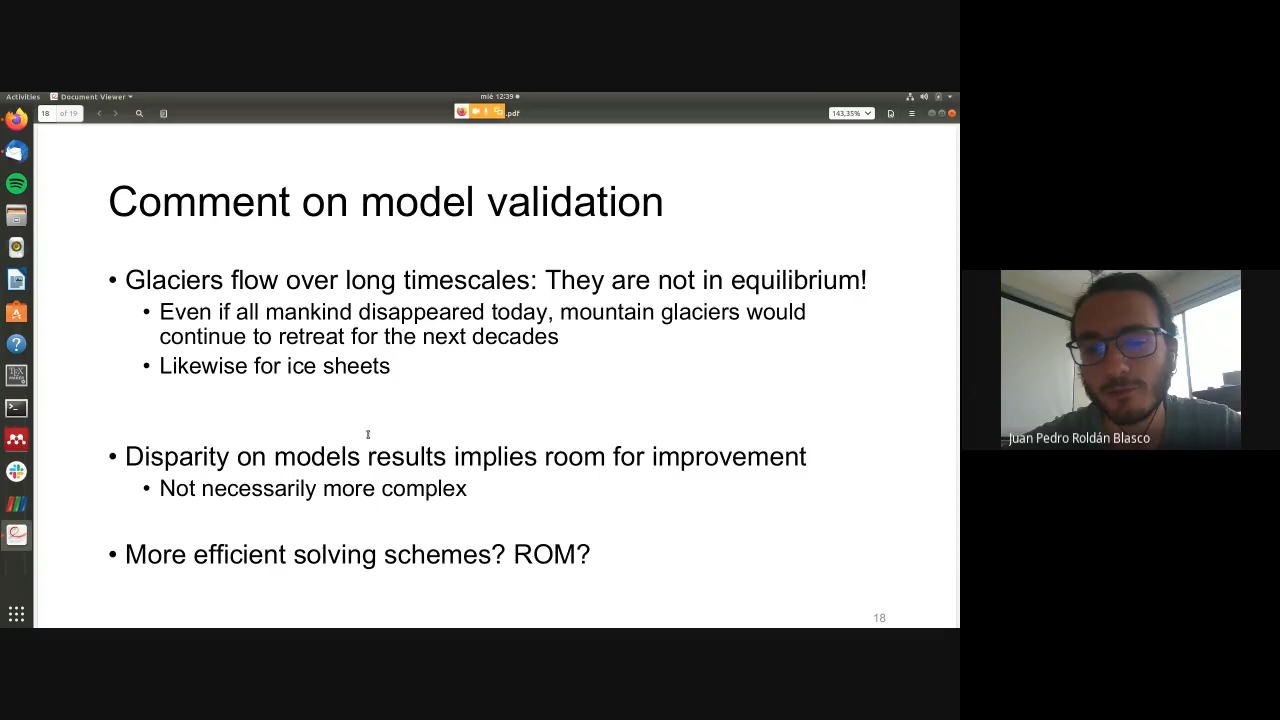 Activities
Document Viewer
mié 12:39
18
of 19
.pdf
143,35%
Comment on model validation
• Glaciers flow over long timescales: They are not in equilibrium!
• Even if all mankind disappeared today, mountain glaciers would
continue to retreat for the next decades
• Likewise for ice sheets
• Disparity on models results implies room for improvement
• Not necessarily more complex
• More efficient solving schemes? ROM?
18
Juan Pedro Roldán Blasco